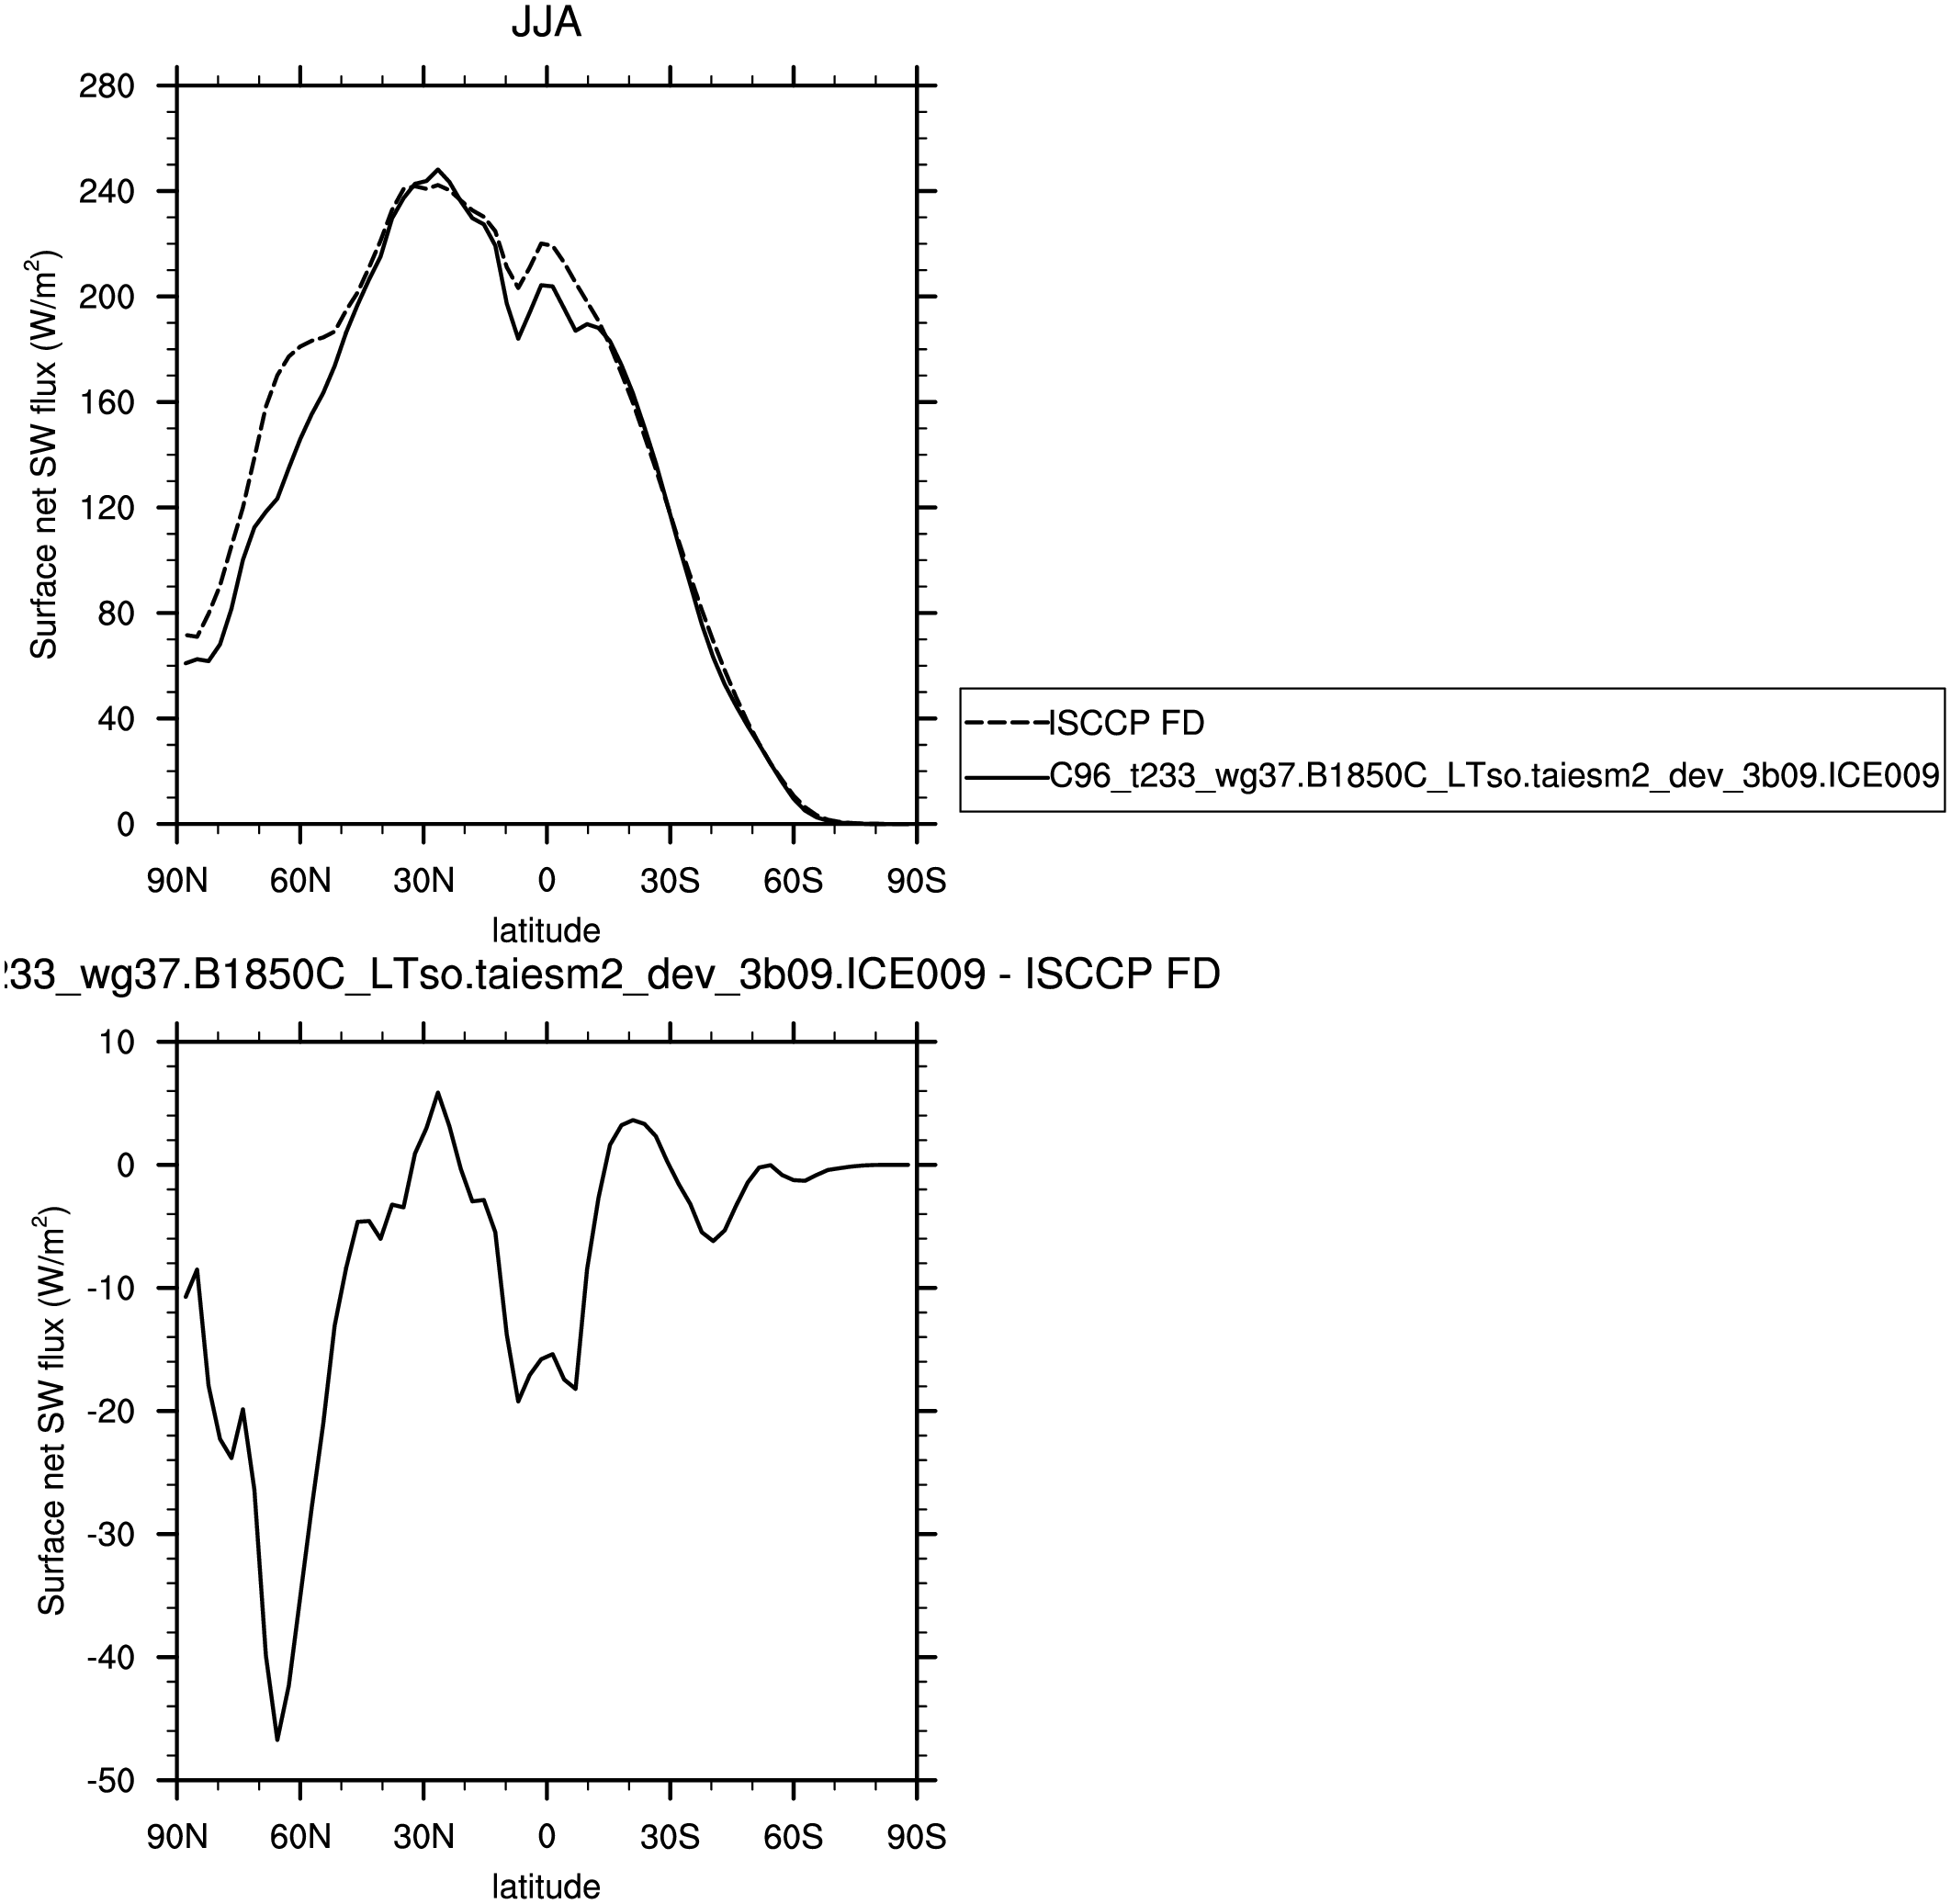 JJA
280
240
200
160
120
80
40
0
Surface net SW flux (W/m²)
90N 60N 30N 0 30S 60S 90S
latitude
ISCCP FD
C96_t233_wg37.B1850C_LTso.taiesm2_dev_3b09.ICE009
33_wg37.B1850C_LTso.taiesm2_dev_3b09.ICE009 - ISCCP FD
10
0
-10
-20
-30
-40
-50
Surface net SW flux (W/m²)
90N 60N 30N 0 30S 60S 90S
latitude